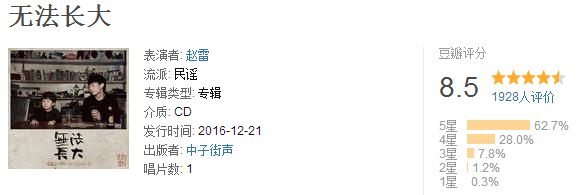 无法长大
表演者: 赵雷
流派: 民谣
专辑类型: 专辑
介质: CD
发行时间: 2016-12-21
出版者: 中子街声
唱片数: 1
无法
长大
豆瓣评分
8.5
1928人评价
5星 62.7%
4星 28.0%
3星 7.8%
2星 1.2%
1星 0.3%